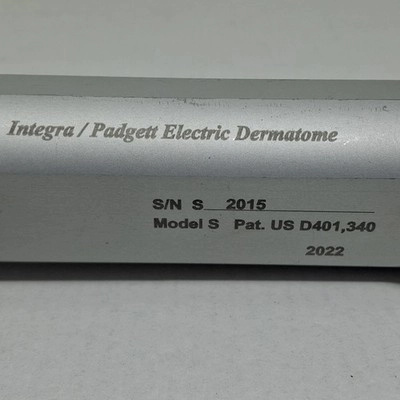 Integra / Padgett Electric Dermatome
S/N S 2015
Model S Pat. US D401,340
2022